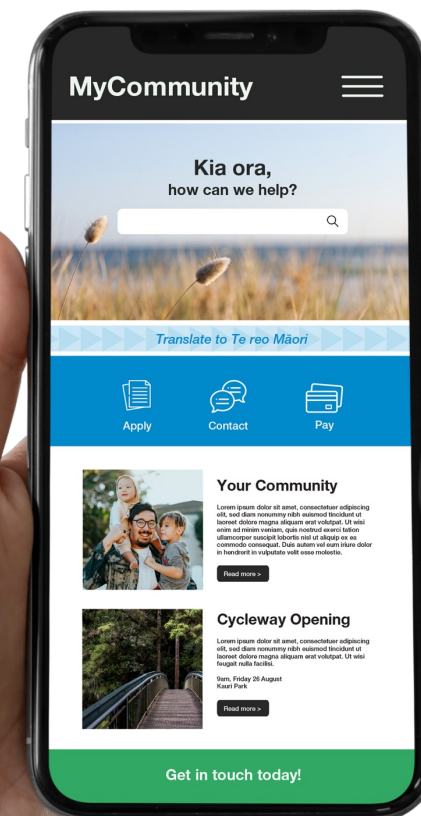 MyCommunity
Kia ora,
how can we help?
Translate to Te reo Māori
Apply
Contact
Pay
Your Community
Lorem ipsum dolor sit amet, consectetuer adipiscing
elit, sed diam nonummy nibh euismod tincidunt ut
laoreet dolore magna aliquam erat volutpat. Ut wisi
enim ad minim veniam, quis nostrud exerci tation
ullamcorper suscipit lobortis nisl ut aliquip ex ea
commodo consequat. Duis autem vel eum iriure dolor
in hendrerit in vulputate velit esse molestie.
Read more >
Cycleway Opening
Lorem ipsum dolor sit amet, consectetuer adipiscing
elit, sed diam nonummy nibh euismod tincidunt ut
laoreet dolore magna aliquam erat volutpat. Ut wisi
feugait nulla facilisi.
9am, Friday 26 August
Kauri Park
Read more >
Get in touch today!